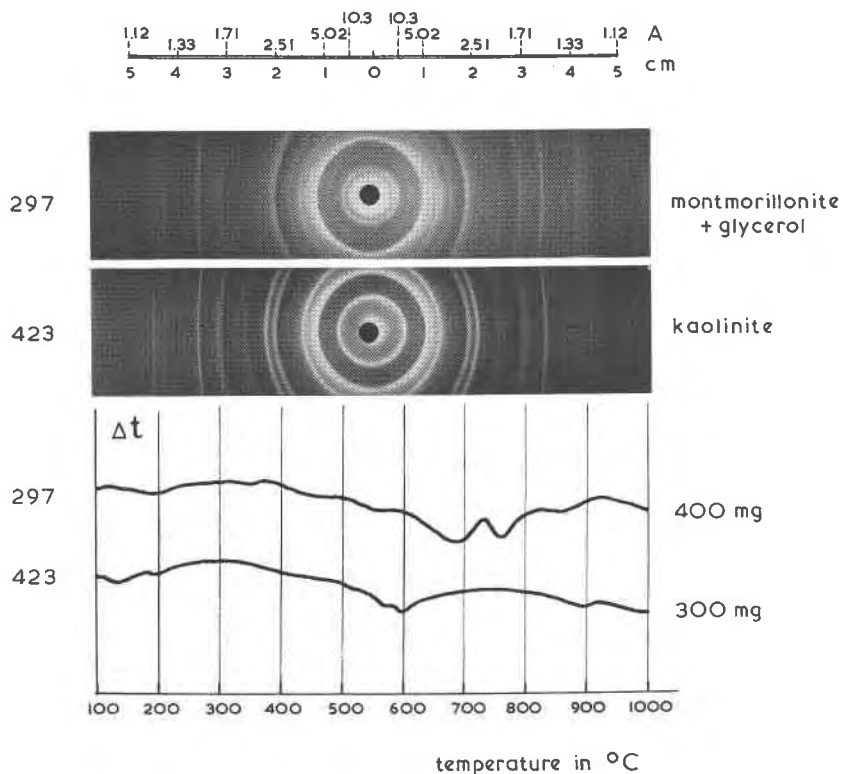 10.3 10.3
1.12 1.33 1.71 2.51 5.02 5.02 2.51 1.71 1.33 1.12 A
5 4 3 2 1 0 1 2 3 4 5 cm
297 montmorillonite
+ glycerol
423 kaolinite
Δt
297 400 mg
423 300 mg
100 200 300 400 500 600 700 800 900 1000
temperature in °C